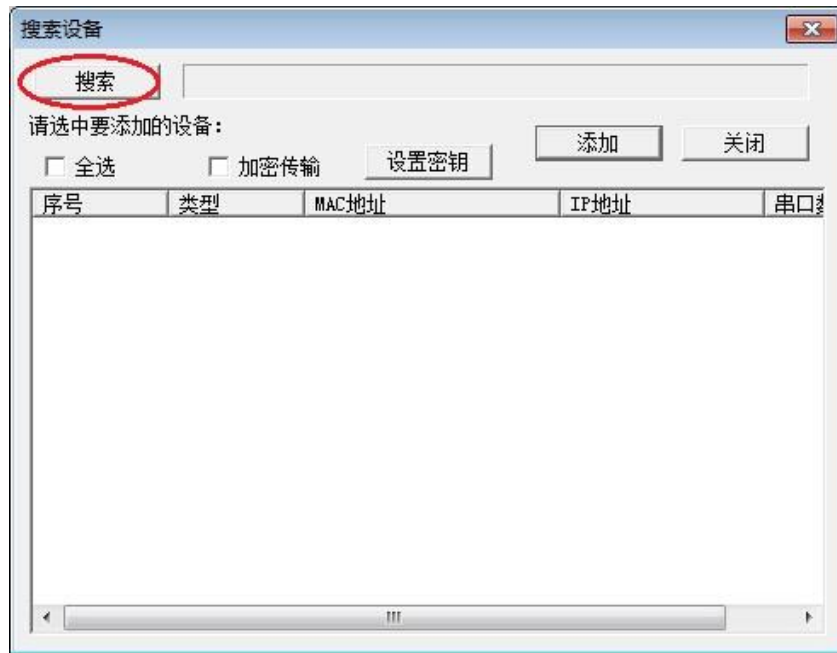 搜索设备
搜索
请选中要添加的设备：
添加 关闭
全选 加密传输 设置密钥
序号 类型 MAC地址 IP地址 串口